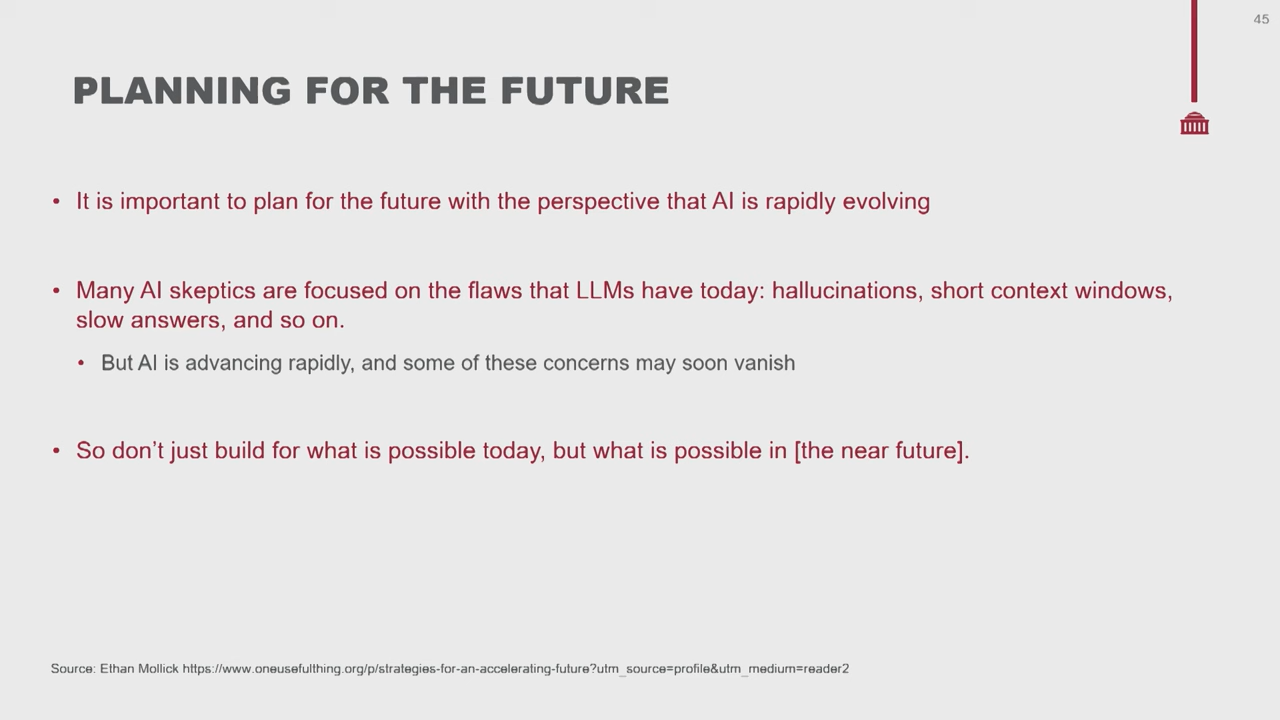 45
PLANNING FOR THE FUTURE
• It is important to plan for the future with the perspective that AI is rapidly evolving
• Many AI skeptics are focused on the flaws that LLMs have today: hallucinations, short context windows,
slow answers, and so on.
• But AI is advancing rapidly, and some of these concerns may soon vanish
• So don’t just build for what is possible today, but what is possible in [the near future].
Source: Ethan Mollick https://www.oneusefulthing.org/p/strategies-for-an-accelerating-future?utm_source=profile&utm_medium=reader2